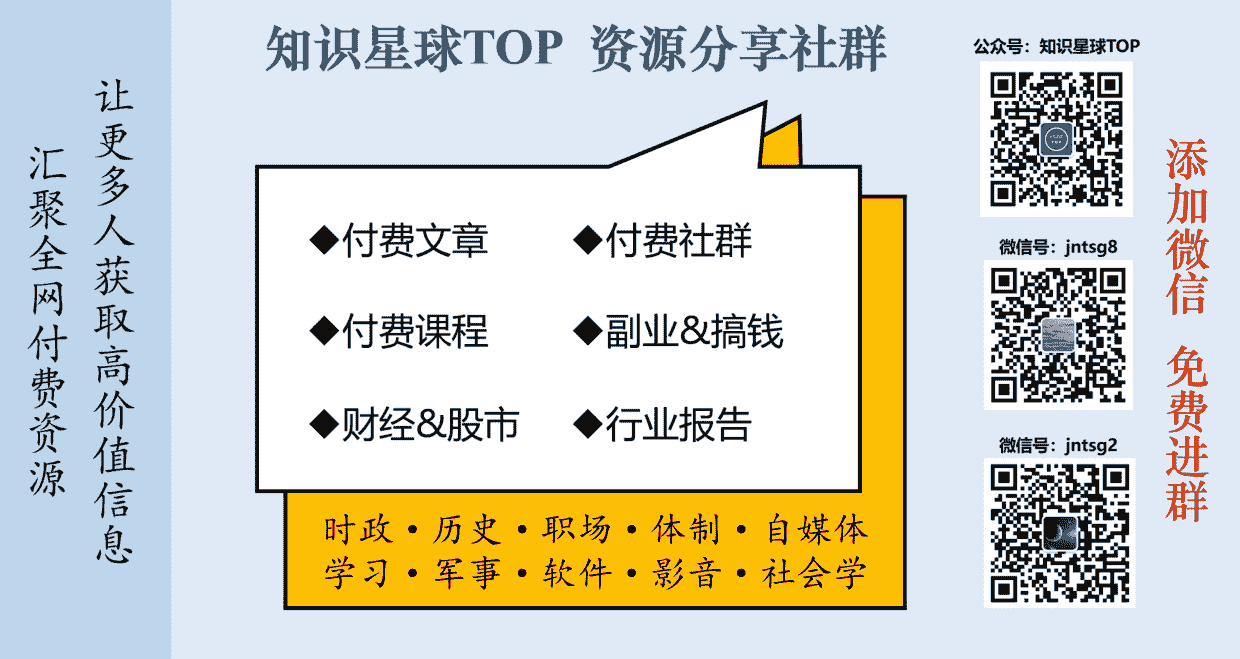 知识星球TOP 资源分享社群
让更多人获取高价值信息
汇聚全网付费资源
◆付费文章
◆付费社群
◆付费课程
◆副业&搞钱
◆财经&股市
◆行业报告
时政·历史·职场·体制·自媒体
学习·军事·软件·影音·社会学
公众号：知识星球TOP
微信号：jntsg8
微信号：jntsg2
添加微信 免费进群